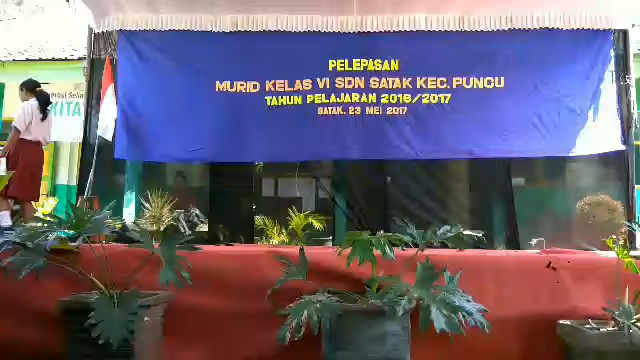 PELEPASAN
MURID KELAS VI SDN SATAK KEC. PUNCU
TAHUN PELAJARAN 2016/2017
SATAK, 23 MEI 2017
KITA